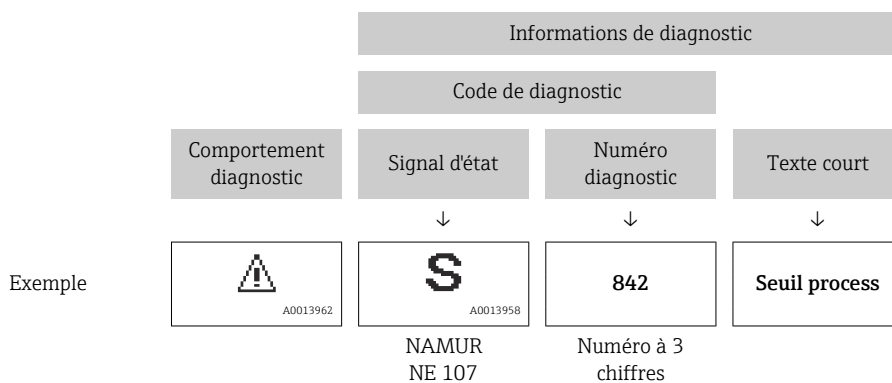 Informations de diagnostic
Code de diagnostic
Comportement
diagnostic
Signal d'état
Numéro
diagnostic
Texte court
↓ ↓ ↓
Exemple
A0013962
S
A0013958
842
Seuil process
NAMUR
NE 107
Numéro à 3
chiffres